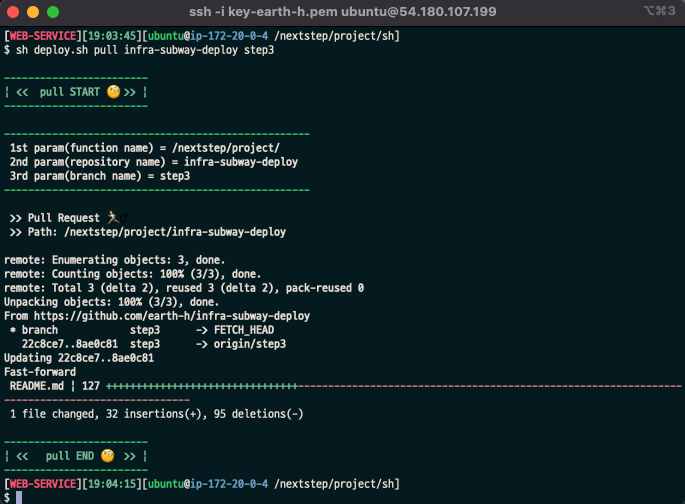 ssh -i key-earth-h.pem ubuntu@54.180.107.199
⌥⌘3
[WEB-SERVICE][19:03:45][ubuntu@ip-172-20-0-4 /nextstep/project/sh]
$ sh deploy.sh pull infra-subway-deploy step3
------------------------
¦ <<  pull START 🧐 >> ¦
------------------------
---------------------------------------------------
1st param(function name) = /nextstep/project/
2nd param(repository name) = infra-subway-deploy
3rd param(branch name) = step3
---------------------------------------------------
>> Pull Request 🏃‍♂
>> Path: /nextstep/project/infra-subway-deploy
remote: Enumerating objects: 3, done.
remote: Counting objects: 100% (3/3), done.
remote: Total 3 (delta 2), reused 3 (delta 2), pack-reused 0
Unpacking objects: 100% (3/3), done.
From https://github.com/earth-h/infra-subway-deploy
* branch            step3      -> FETCH_HEAD
22c8ce7..8ae0c81  step3      -> origin/step3
Updating 22c8ce7..8ae0c81
Fast-forward
README.md ¦ 127 ++++++++++++++++++++++++++++++++----------------------------------------------------------------
-------------------------------
1 file changed, 32 insertions(+), 95 deletions(-)
------------------------
¦ <<   pull END 🧐  >> ¦
------------------------
[WEB-SERVICE][19:04:15][ubuntu@ip-172-20-0-4 /nextstep/project/sh]
$